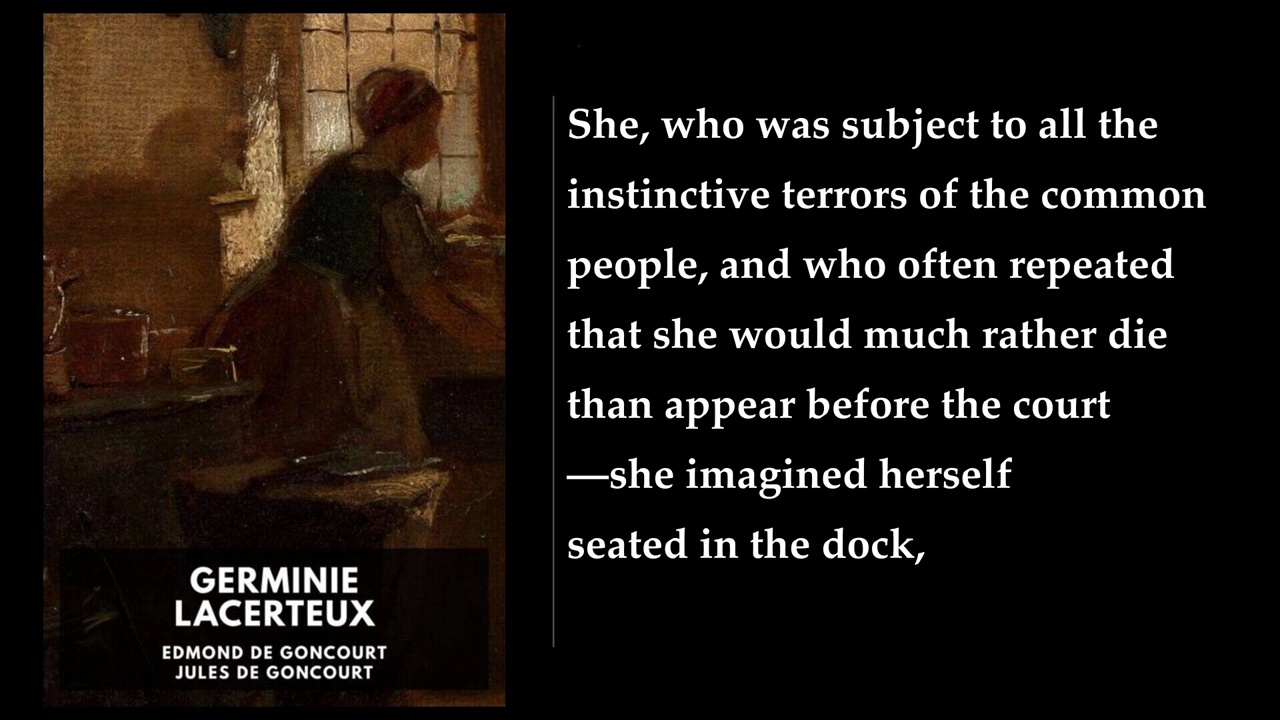 She, who was subject to all the
instinctive terrors of the common
people, and who often repeated
that she would much rather die
than appear before the court
—she imagined herself
seated in the dock,
GERMINIE
LACERTEUX
EDMOND DE GONCOURT
JULES DE GONCOURT